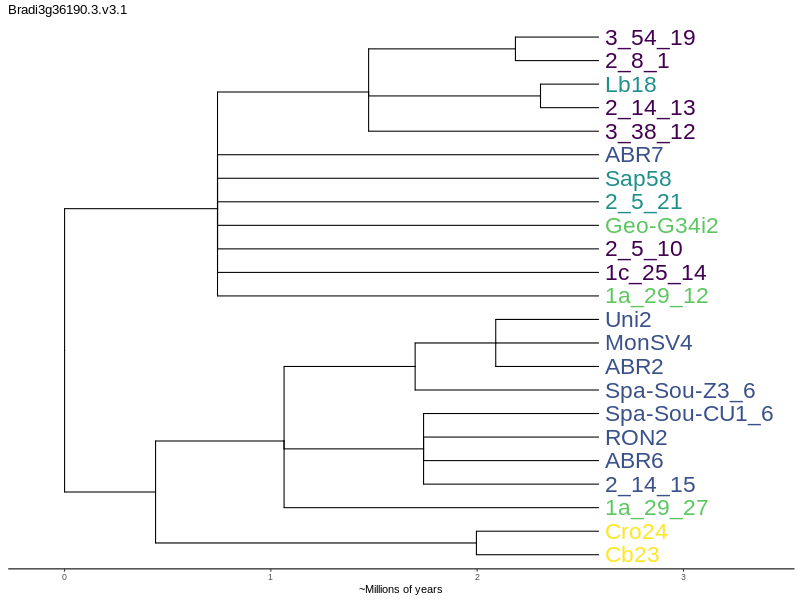 Bradi3g36190.3.v3.1
3_54_19
2_8_1
Lb18
2_14_13
3_38_12
ABR7
Sap58
2_5_21
Geo-G34i2
2_5_10
1c_25_14
1a_29_12
Uni2
MonSV4
ABR2
Spa-Sou-Z3_6
Spa-Sou-CU1_6
RON2
ABR6
2_14_15
1a_29_27
Cro24
Cb23
0 1 2 3
~Millions of years